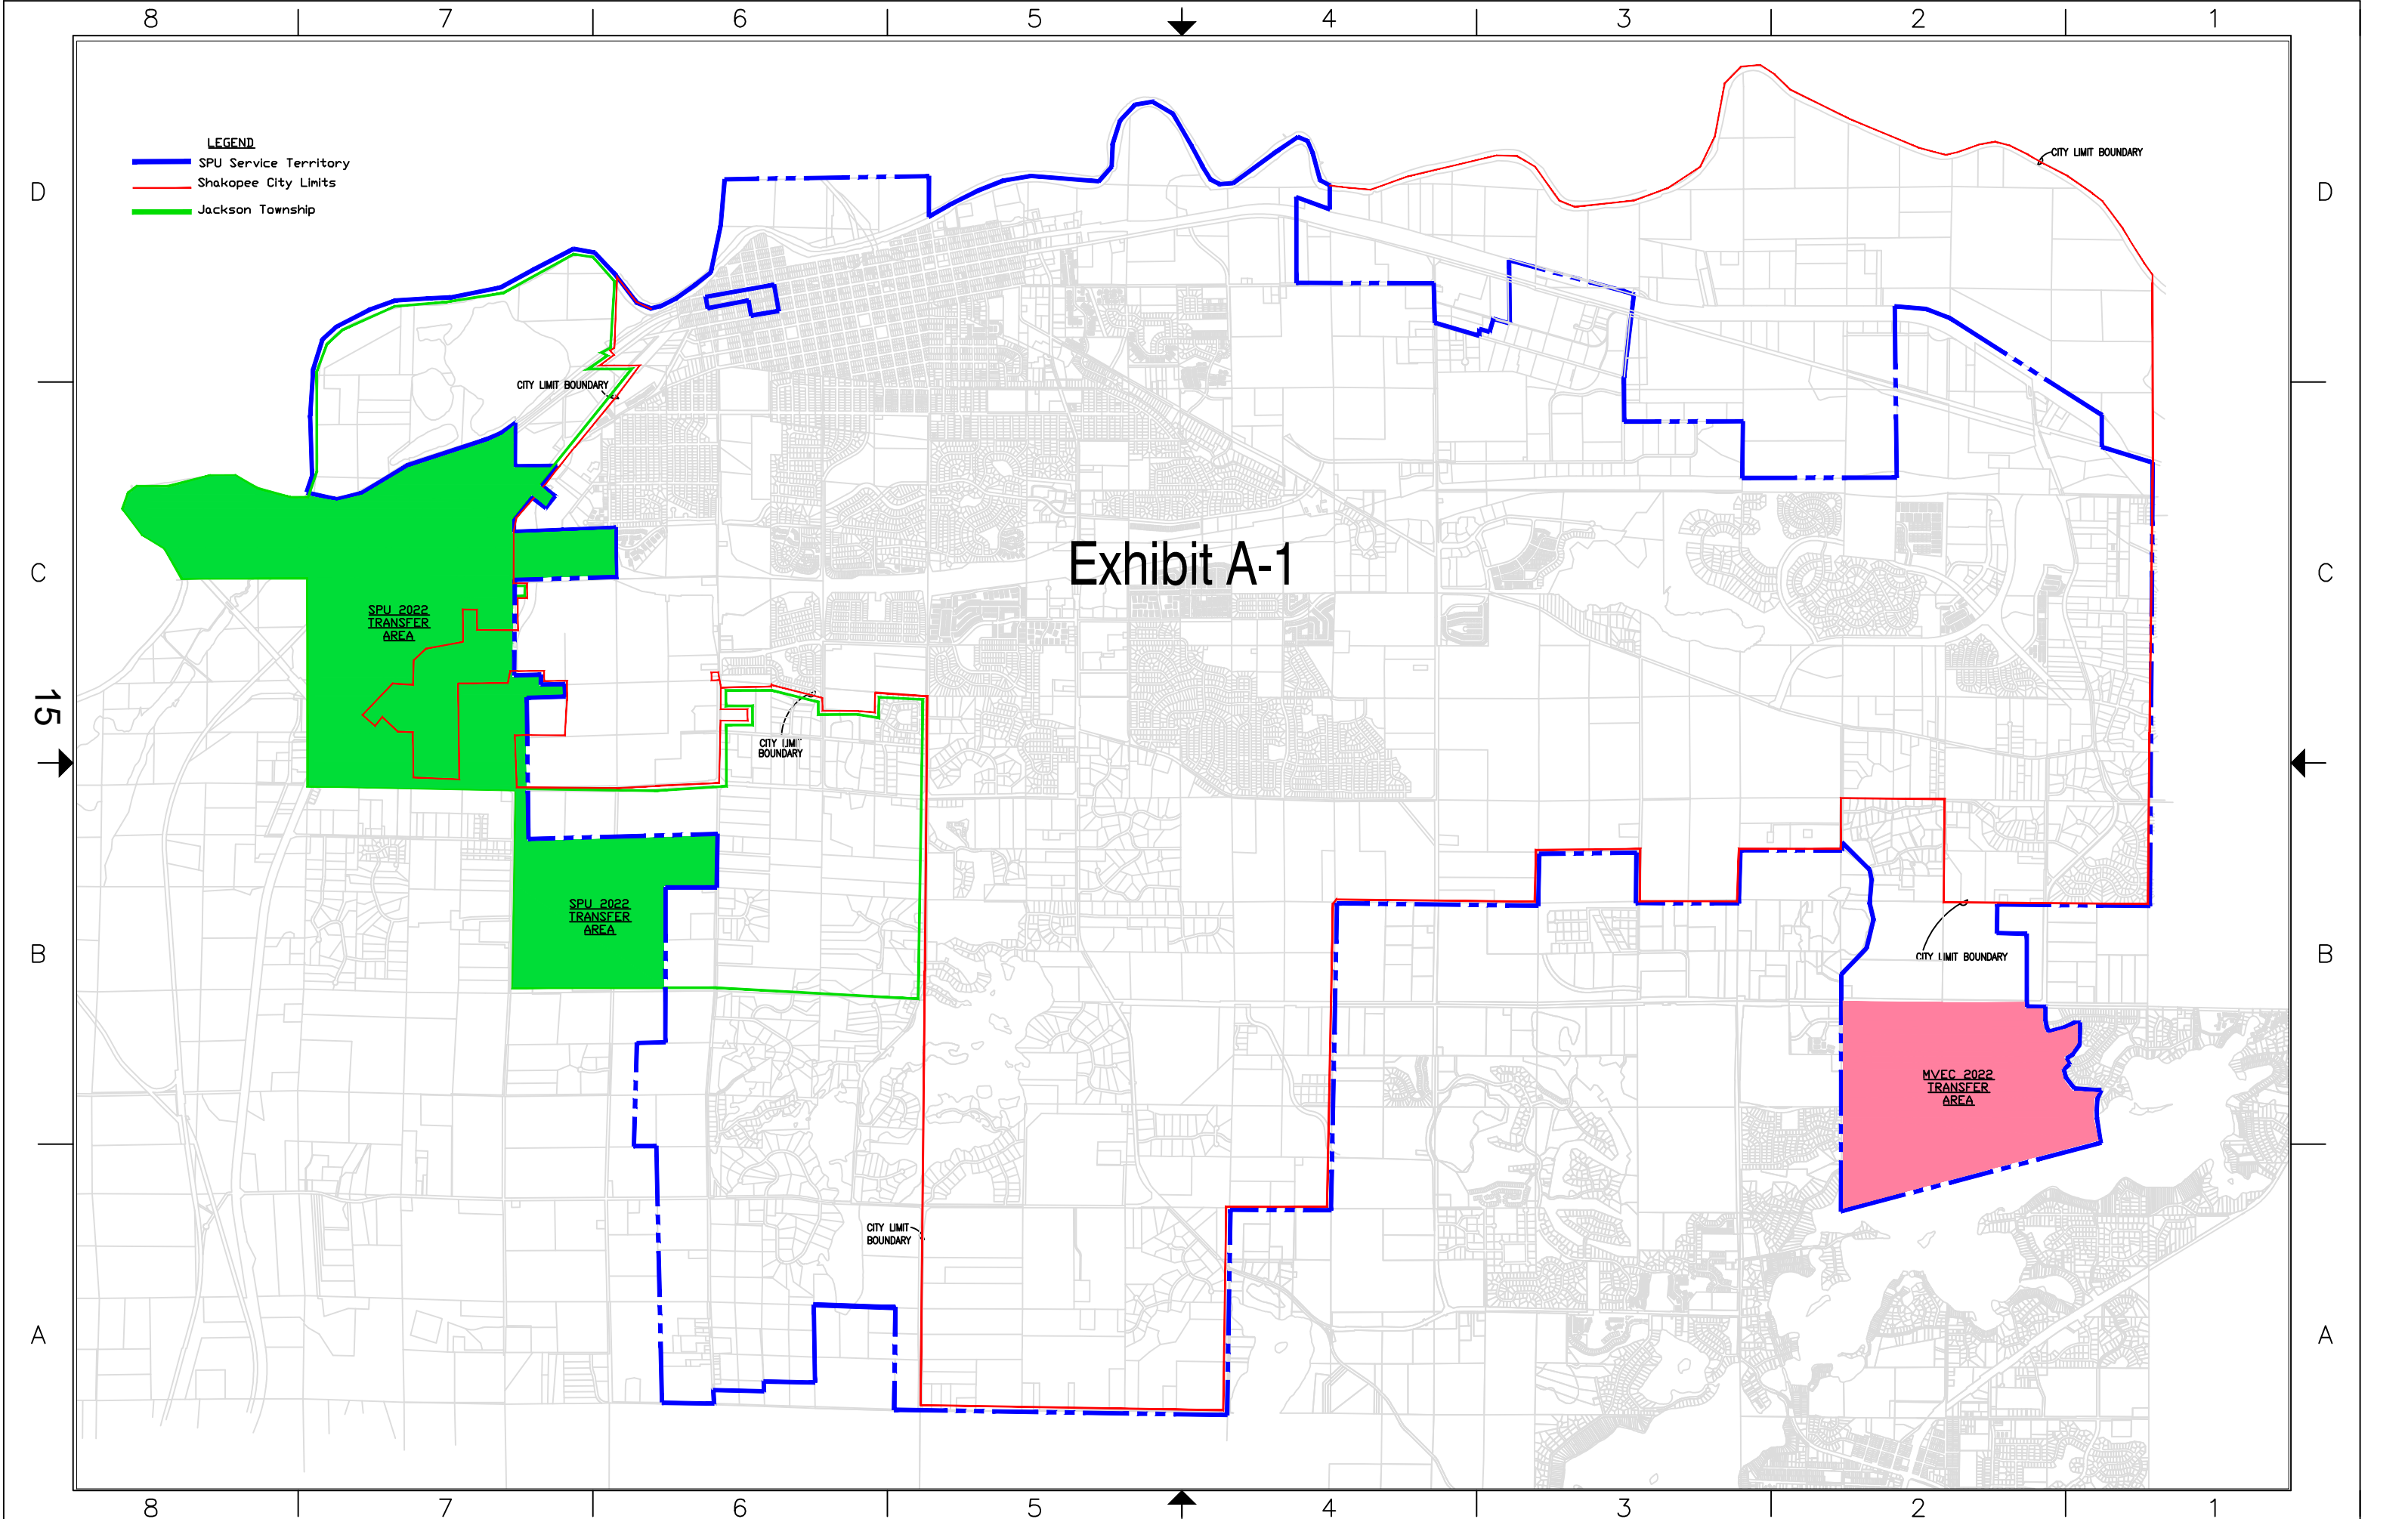 8 7 6 5 4 3 2 1
LEGEND
SPU Service Territory
Shakopee City Limits
Jackson Township
CITY LIMIT BOUNDARY
D
D
CITY LIMIT BOUNDARY
Exhibit A-1
C
C
SPU 2022
TRANSFER
AREA
15
CITY LIMIT
BOUNDARY
SPU 2022
TRANSFER
AREA
B
B
CITY LIMIT BOUNDARY
MVEC 2022
TRANSFER
AREA
CITY LIMIT
BOUNDARY
A
A
8 7 6 5 4 3 2 1